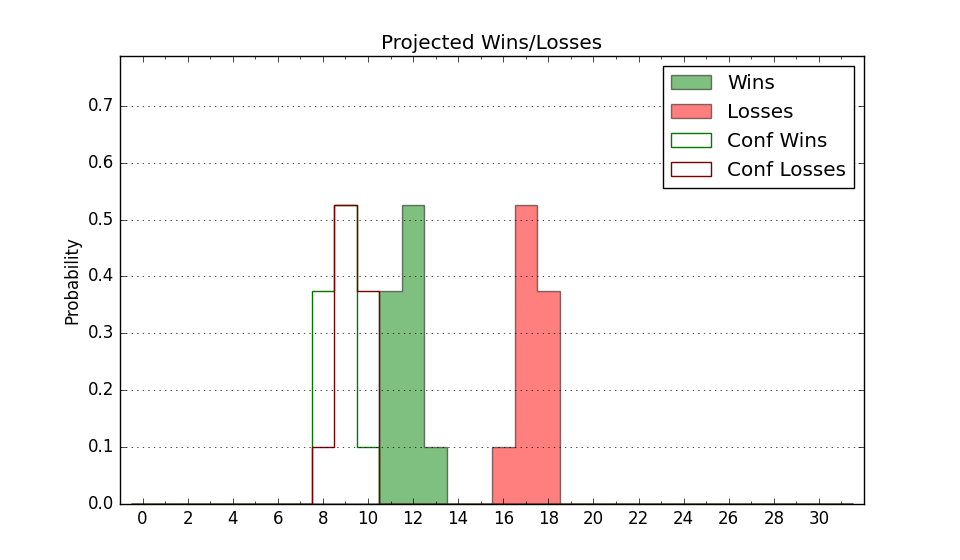 Projected Wins/Losses
Wins
Losses
Conf Wins
Conf Losses
Probability
0.7
0.6
0.5
0.4
0.3
0.2
0.1
0.0
0 2 4 6 8 10 12 14 16 18 20 22 24 26 28 30